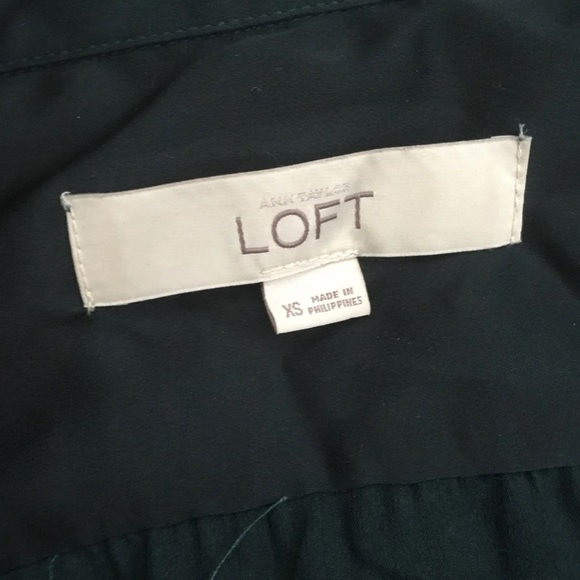 ANN TAYLOR
LOFT
XS
MADE IN
PHILIPPINES